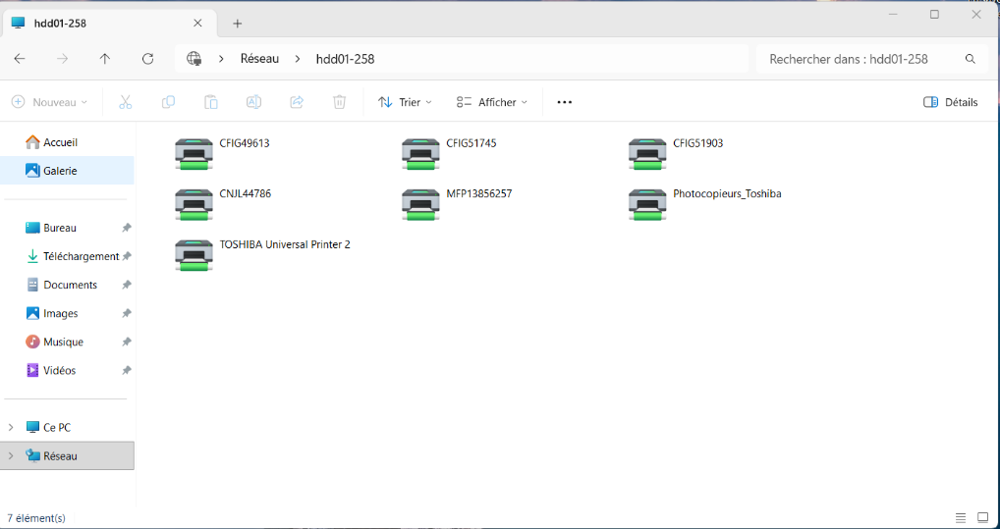 hdd01-258
Réseau
hdd01-258
Rechercher dans : hdd01-258
Nouveau
Trier
Afficher
Détails
Accueil
Galerie
Bureau
Téléchargement
Documents
Images
Musique
Vidéos
Ce PC
Réseau
CFIG49613
CFIG51745
CFIG51903
CNJL44786
MFP13856257
Photocopieurs_Toshiba
TOSHIBA Universal Printer 2
7 élément(s)